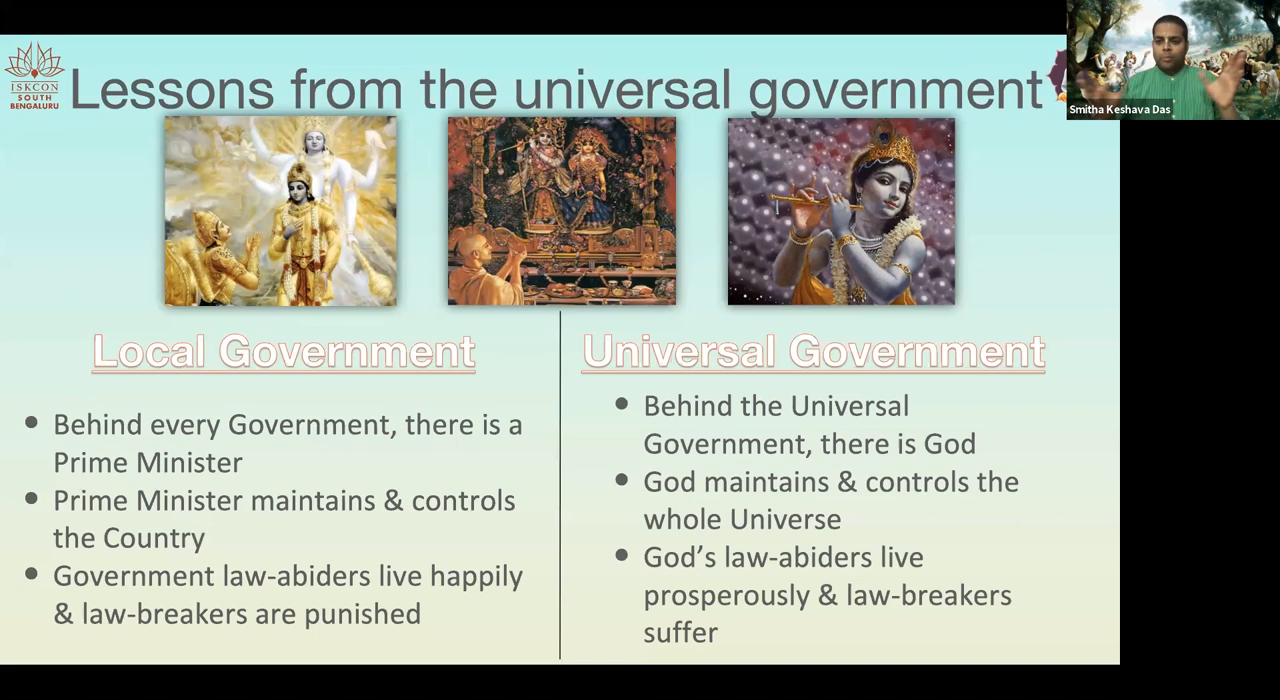 ISKCON
SOUTH
BENGALURU
Lessons from the universal government
Smitha Keshava Das
Local Government
• Behind every Government, there is a
Prime Minister
• Prime Minister maintains & controls
the Country
• Government law-abiders live happily
& law-breakers are punished
Universal Government
• Behind the Universal
Government, there is God
• God maintains & controls the
whole Universe
• God’s law-abiders live
prosperously & law-breakers
suffer